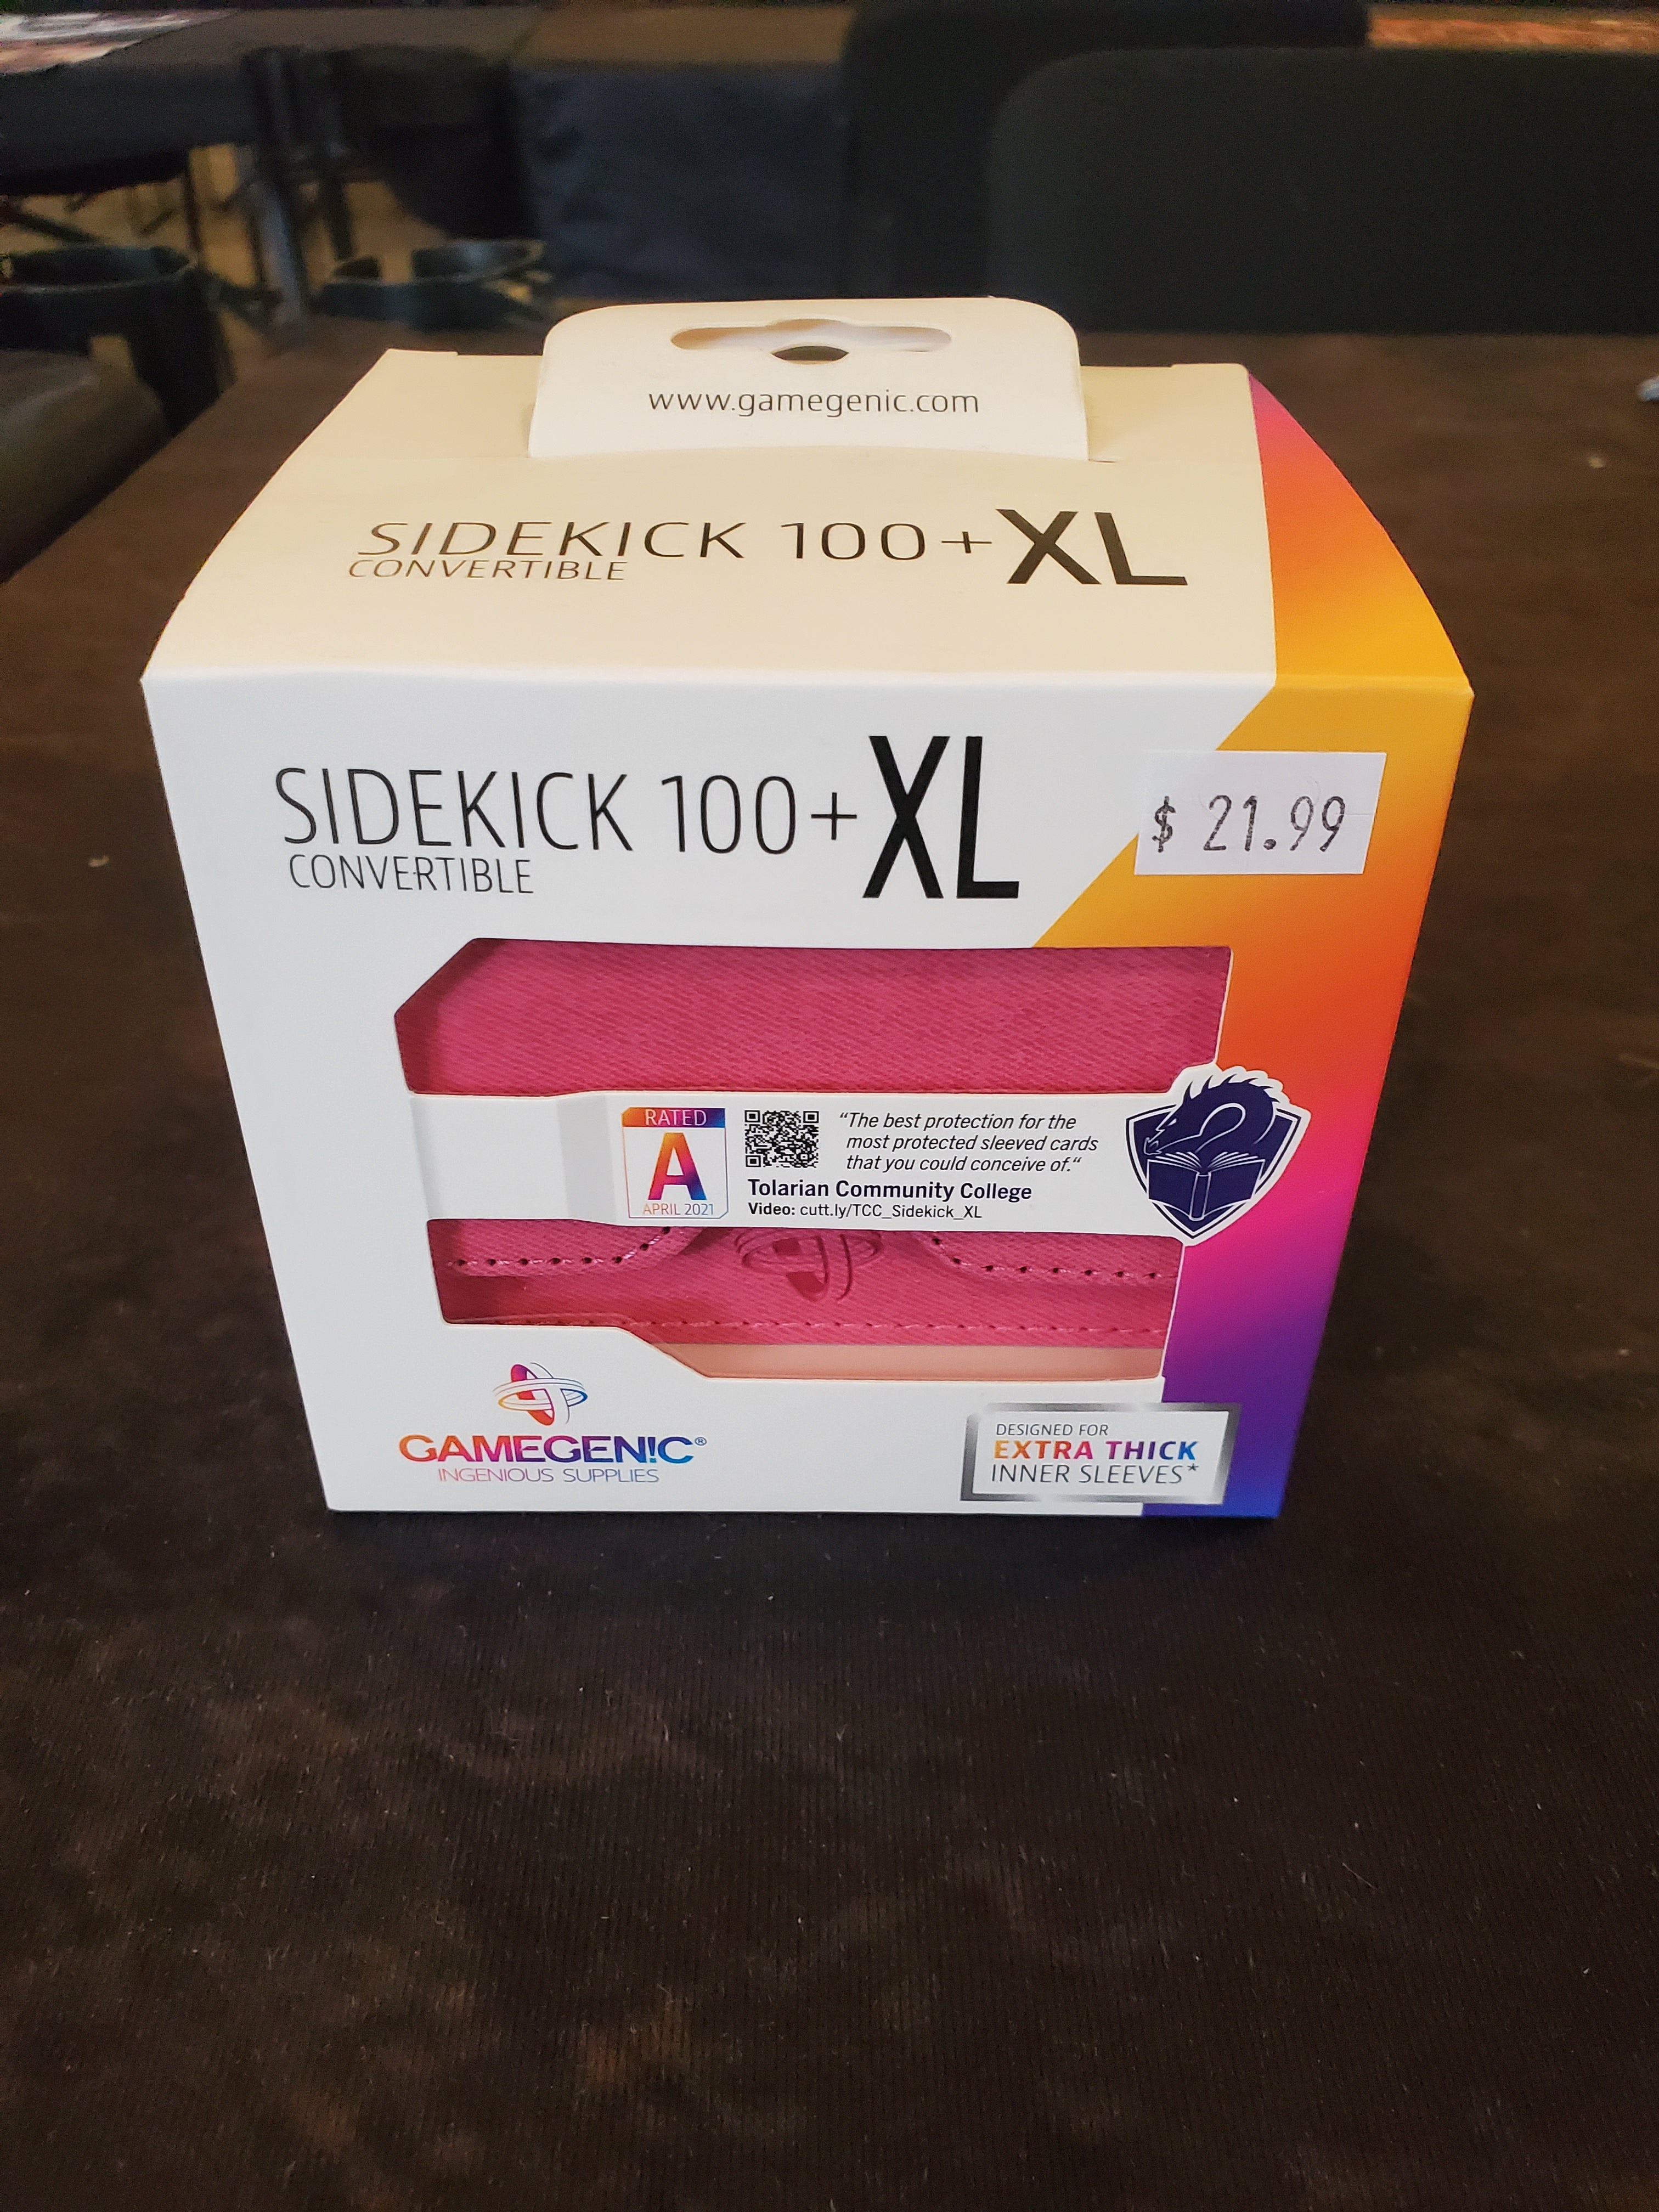 www.gamegenic.com
SIDEKICK 100+XL
CONVERTIBLE
SIDEKICK 100+XL
CONVERTIBLE
$ 21.99
RATED
A
APRIL 2021
“The best protection for the
most protected sleeved cards
that you could conceive of.“
Tolarian Community College
Video: cutt.ly/TCC_Sidekick_XL
GAMEGEN!C®
INGENIOUS SUPPLIES
DESIGNED FOR
EXTRA THICK
INNER SLEEVES*